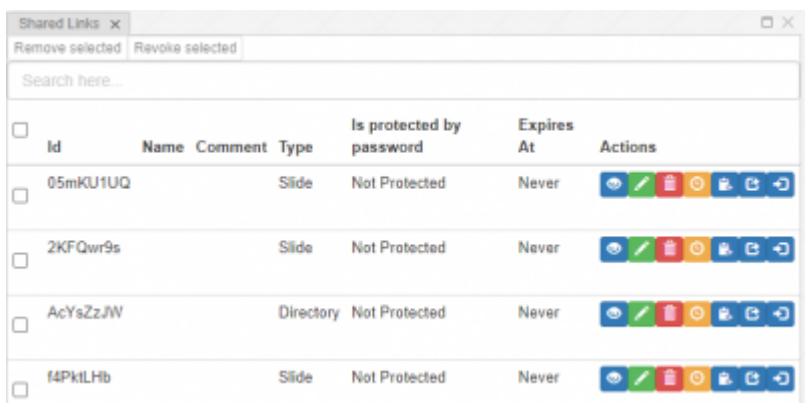 Shared Links
Remove selected Revoke selected
Search here...
Id Name Comment Type Is protected by password Expires At Actions
05mKU1UQ Slide Not Protected Never
2KFQwr9s Slide Not Protected Never
AcYsZzJW Directory Not Protected Never
f4PktLHb Slide Not Protected Never